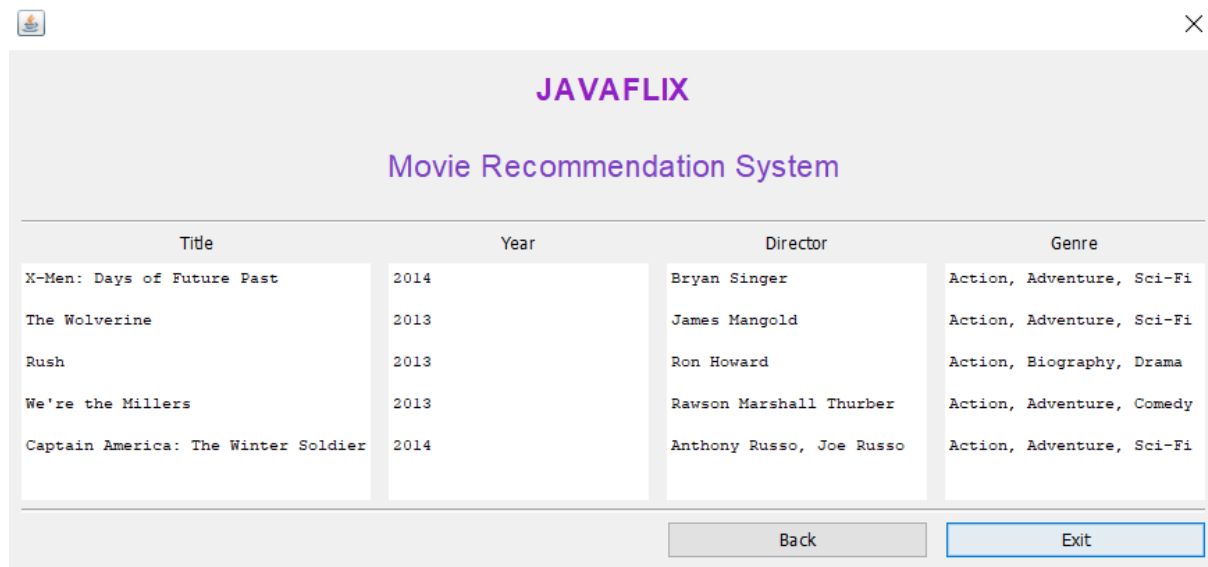 JAVAFLIX
Movie Recommendation System
Title Year Director Genre
X-Men: Days of Future Past 2014 Bryan Singer Action, Adventure, Sci-Fi
The Wolverine 2013 James Mangold Action, Adventure, Sci-Fi
Rush 2013 Ron Howard Action, Biography, Drama
We're the Millers 2013 Rawson Marshall Thurber Action, Adventure, Comedy
Captain America: The Winter Soldier 2014 Anthony Russo, Joe Russo Action, Adventure, Sci-Fi
Back Exit